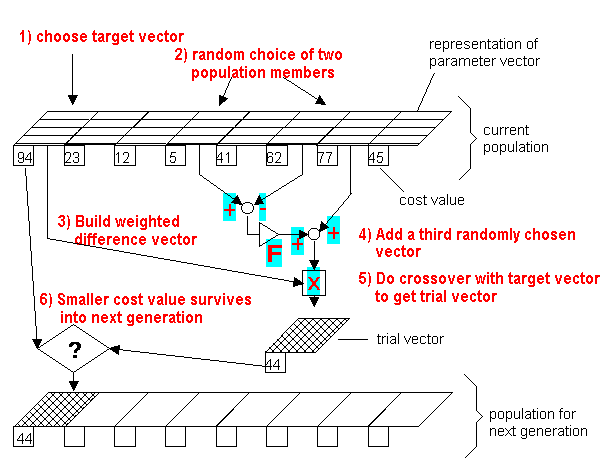 1) choose target vector
2) random choice of two
population members
representation of
parameter vector
94 23 12 5 41 62 77 45
current
population
cost value
+ -
3) Build weighted
difference vector
F
+ +
4) Add a third randomly chosen
vector
X
5) Do crossover with target vector
to get trial vector
6) Smaller cost value survives
into next generation
?
trial vector
44
44
population for
next generation